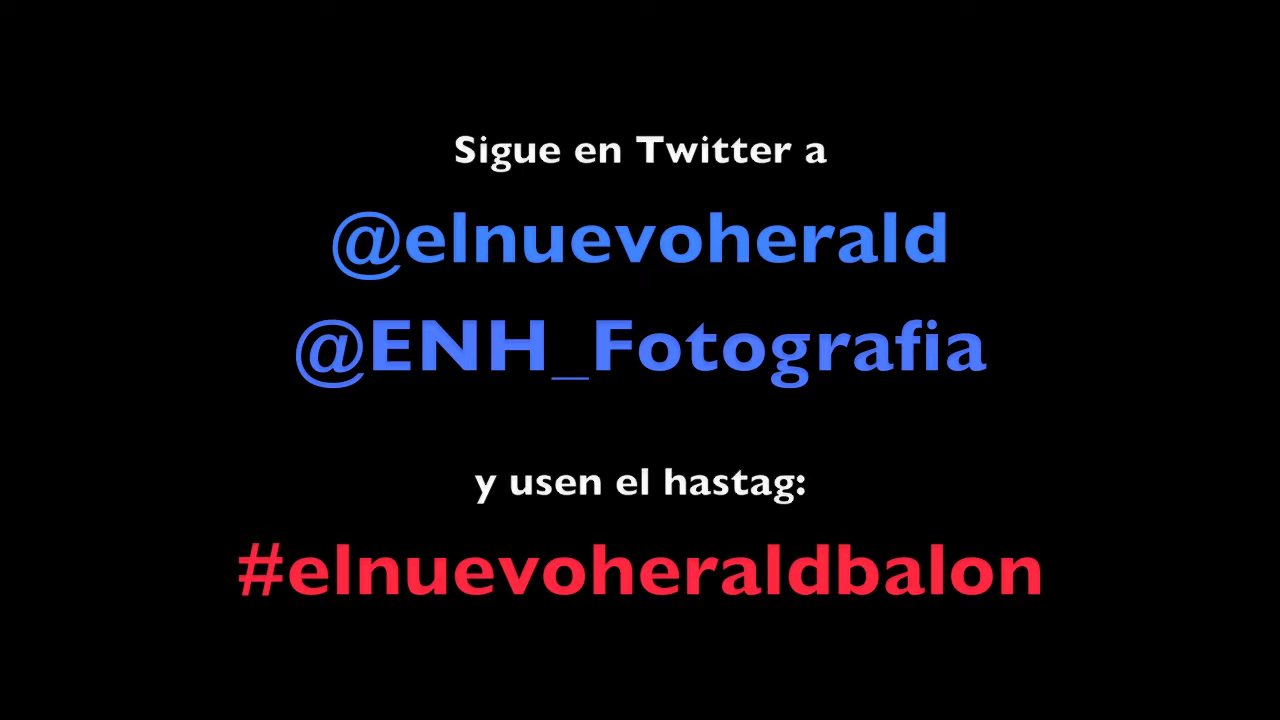 Sigue en Twitter a
@elnuevoherald
@ENH_Fotografia
y usen el hastag:
#elnuevoheraldbalon